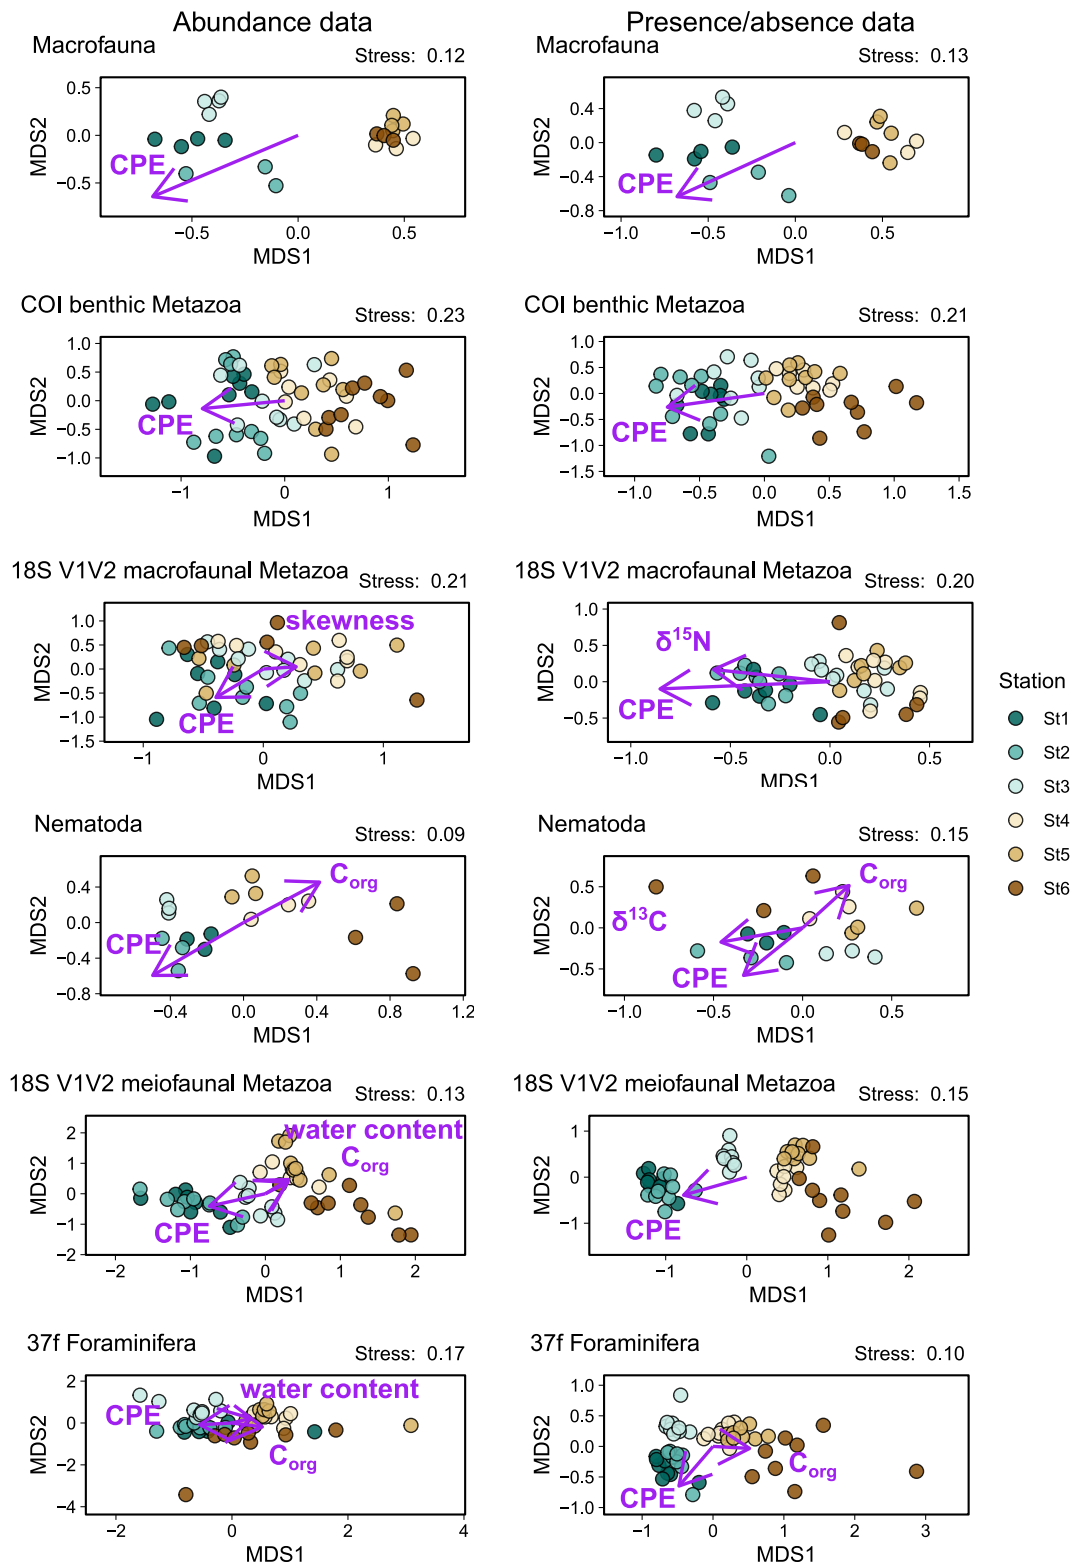 Abundance data
Presence/absence data
Macrofauna
Stress: 0.12
0.5
0.0
−0.5
−0.5
0.0
0.5
MDS2
MDS1
CPE
Macrofauna
Stress: 0.13
0.4
0.0
−0.4
−0.8
−1.0
−0.5
0.0
0.5
MDS2
MDS1
CPE
COI benthic Metazoa
Stress: 0.23
1.0
0.5
0.0
−0.5
−1.0
−1
0
1
MDS2
MDS1
CPE
COI benthic Metazoa
Stress: 0.21
1.0
0.5
0.0
−0.5
−1.0
−1.5
−1.0
−0.5
0.0
0.5
1.0
1.5
MDS2
MDS1
CPE
18S V1V2 macrofaunal Metazoa
Stress: 0.21
1.0
0.5
0.0
−0.5
−1.0
−1.5
−1
0
1
MDS2
MDS1
skewness
CPE
18S V1V2 macrofaunal Metazoa
Stress: 0.20
1.0
0.5
0.0
−0.5
−1.0
−0.5
0.0
0.5
MDS2
MDS1
δ¹⁵N
CPE
Station
St1
St2
St3
St4
St5
St6
Nematoda
Stress: 0.09
0.4
0.0
−0.4
−0.8
−0.4
0.0
0.4
0.8
1.2
MDS2
MDS1
C_org
CPE
Nematoda
Stress: 0.15
0.5
0.0
−0.5
−1.0
−0.5
0.0
0.5
MDS2
MDS1
C_org
δ¹³C
CPE
18S V1V2 meiofaunal Metazoa
Stress: 0.13
2
1
0
−1
−2
−2
−1
0
1
2
MDS2
MDS1
water content
C_org
CPE
18S V1V2 meiofaunal Metazoa
Stress: 0.15
1
0
−1
−1
0
1
2
MDS2
MDS1
CPE
37f Foraminifera
Stress: 0.17
2
0
−2
−4
−2
0
2
4
MDS2
MDS1
water content
CPE
C_org
37f Foraminifera
Stress: 0.10
1.0
0.5
0.0
−0.5
−1.0
−1
0
1
2
3
MDS2
MDS1
C_org
CPE